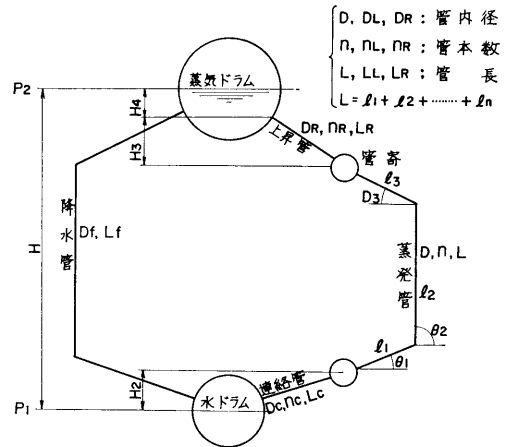 D, DL, DR : 管内径
n, nL, nR : 管本数
L, LL, LR : 管 長
L = ℓ1 + ℓ2 + ········ + ℓn
P2
蒸気ドラム
H4
H3
上昇管
DR, nR, LR
管寄
ℓ3
D3
H
降水管
Df, Lf
蒸発管
D, n, L
ℓ2
θ2
ℓ1
θ1
H2
連絡管
Dc, nc, Lc
水ドラム
P1